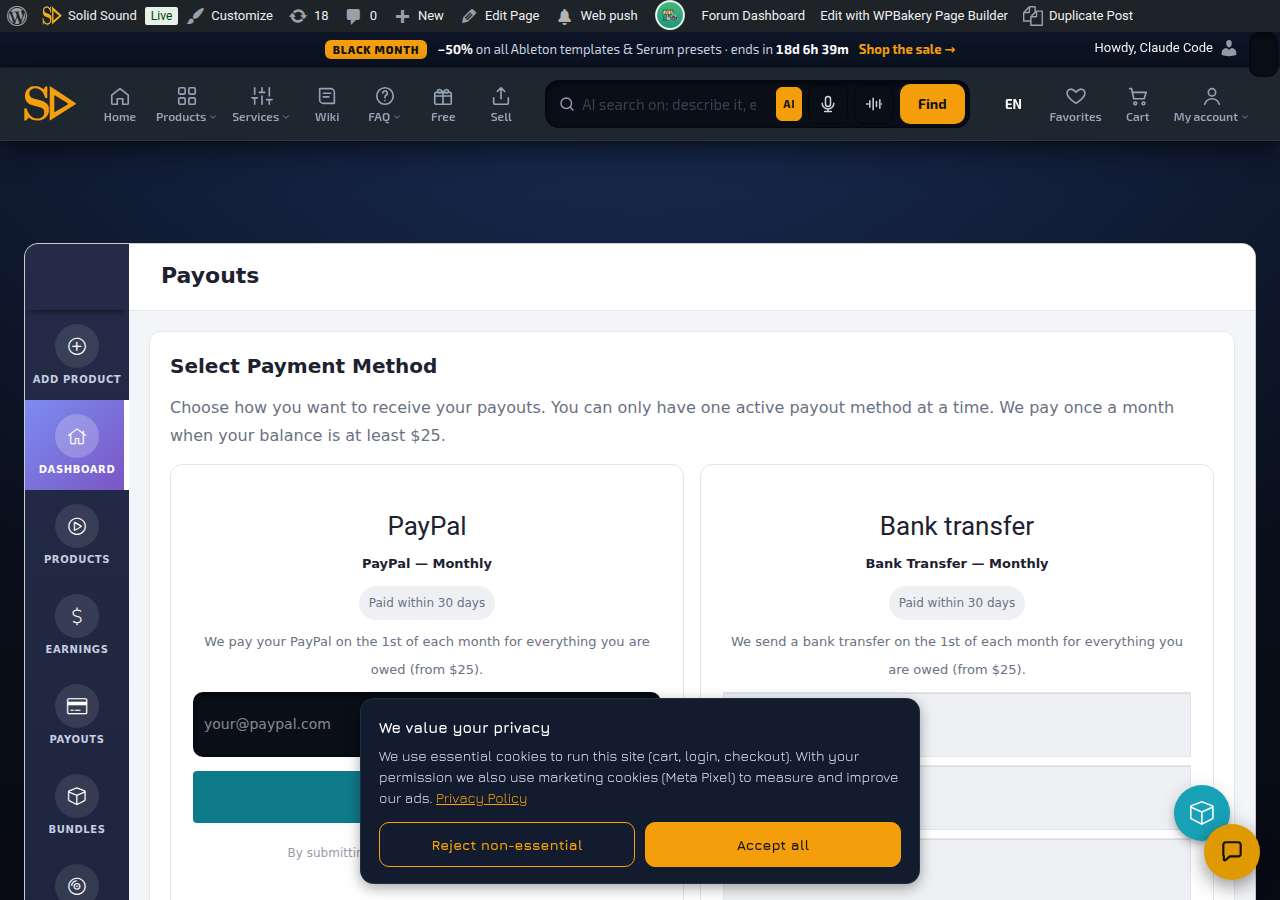 Solid Sound Live Customize 18 0 New Edit Page Web push Forum Dashboard Edit with WPBakery Page Builder Duplicate Post
BLACK MONTH −50% on all Ableton templates & Serum presets · ends in 18d 6h 39m Shop the sale →
Howdy, Claude Code
Home Products Services Wiki FAQ Free Sell
AI search on: describe it, e
AI
Find
EN
Favorites Cart My account
Payouts
ADD PRODUCT
DASHBOARD
PRODUCTS
EARNINGS
PAYOUTS
BUNDLES
Select Payment Method
Choose how you want to receive your payouts. You can only have one active payout method at a time. We pay once a month
when your balance is at least $25.
PayPal
PayPal — Monthly
Paid within 30 days
We pay your PayPal on the 1st of each month for everything you are
owed (from $25).
your@paypal.com
Bank transfer
Bank Transfer — Monthly
Paid within 30 days
We send a bank transfer on the 1st of each month for everything you
are owed (from $25).
We value your privacy
We use essential cookies to run this site (cart, login, checkout). With your
permission we also use marketing cookies (Meta Pixel) to measure and improve
our ads. Privacy Policy
Reject non-essential
Accept all